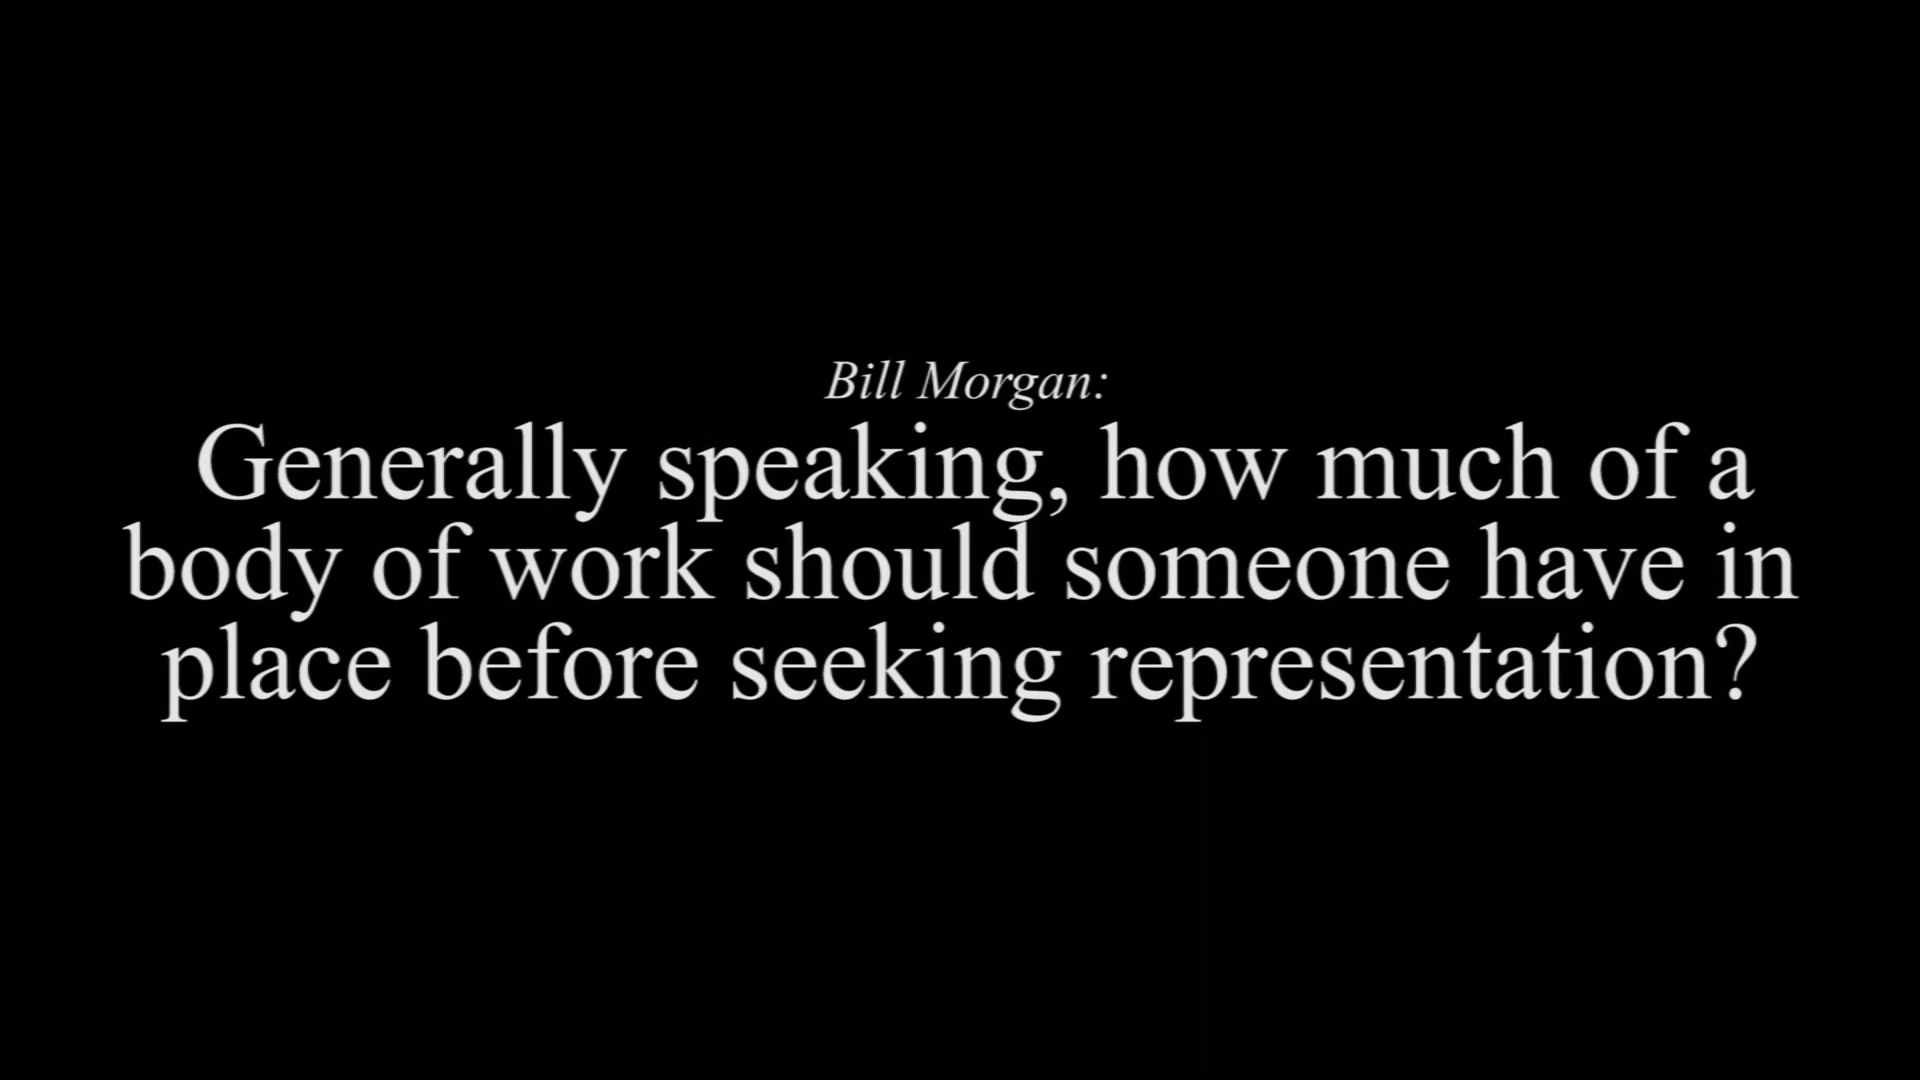 Bill Morgan:
Generally speaking, how much of a
body of work should someone have in
place before seeking representation?